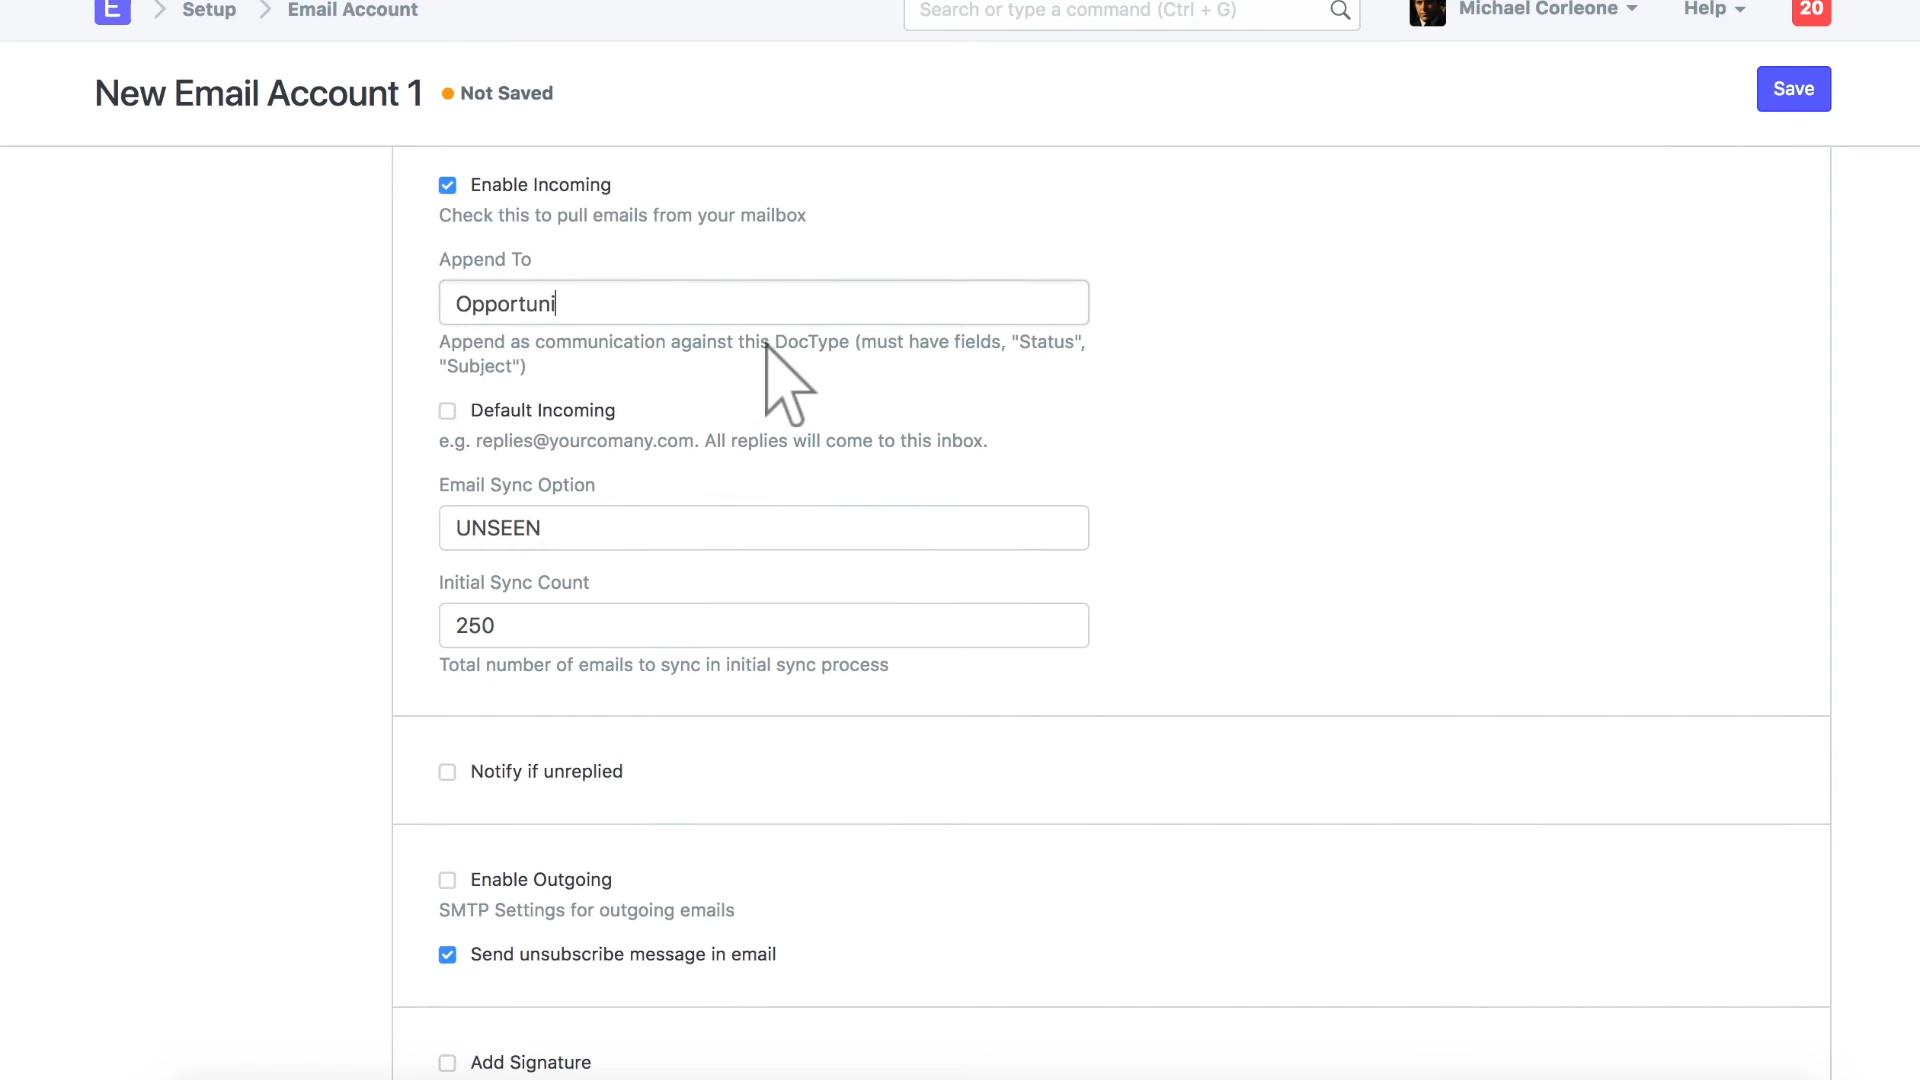 E > Setup > Email Account
Search or type a command (Ctrl + G)
Michael Corleone
Help
20
New Email Account 1
Not Saved
Save
Enable Incoming
Check this to pull emails from your mailbox
Append To
Opportuni
Append as communication against this DocType (must have fields, "Status",
"Subject")
Default Incoming
e.g. replies@yourcomany.com. All replies will come to this inbox.
Email Sync Option
UNSEEN
Initial Sync Count
250
Total number of emails to sync in initial sync process
Notify if unreplied
Enable Outgoing
SMTP Settings for outgoing emails
Send unsubscribe message in email
Add Signature